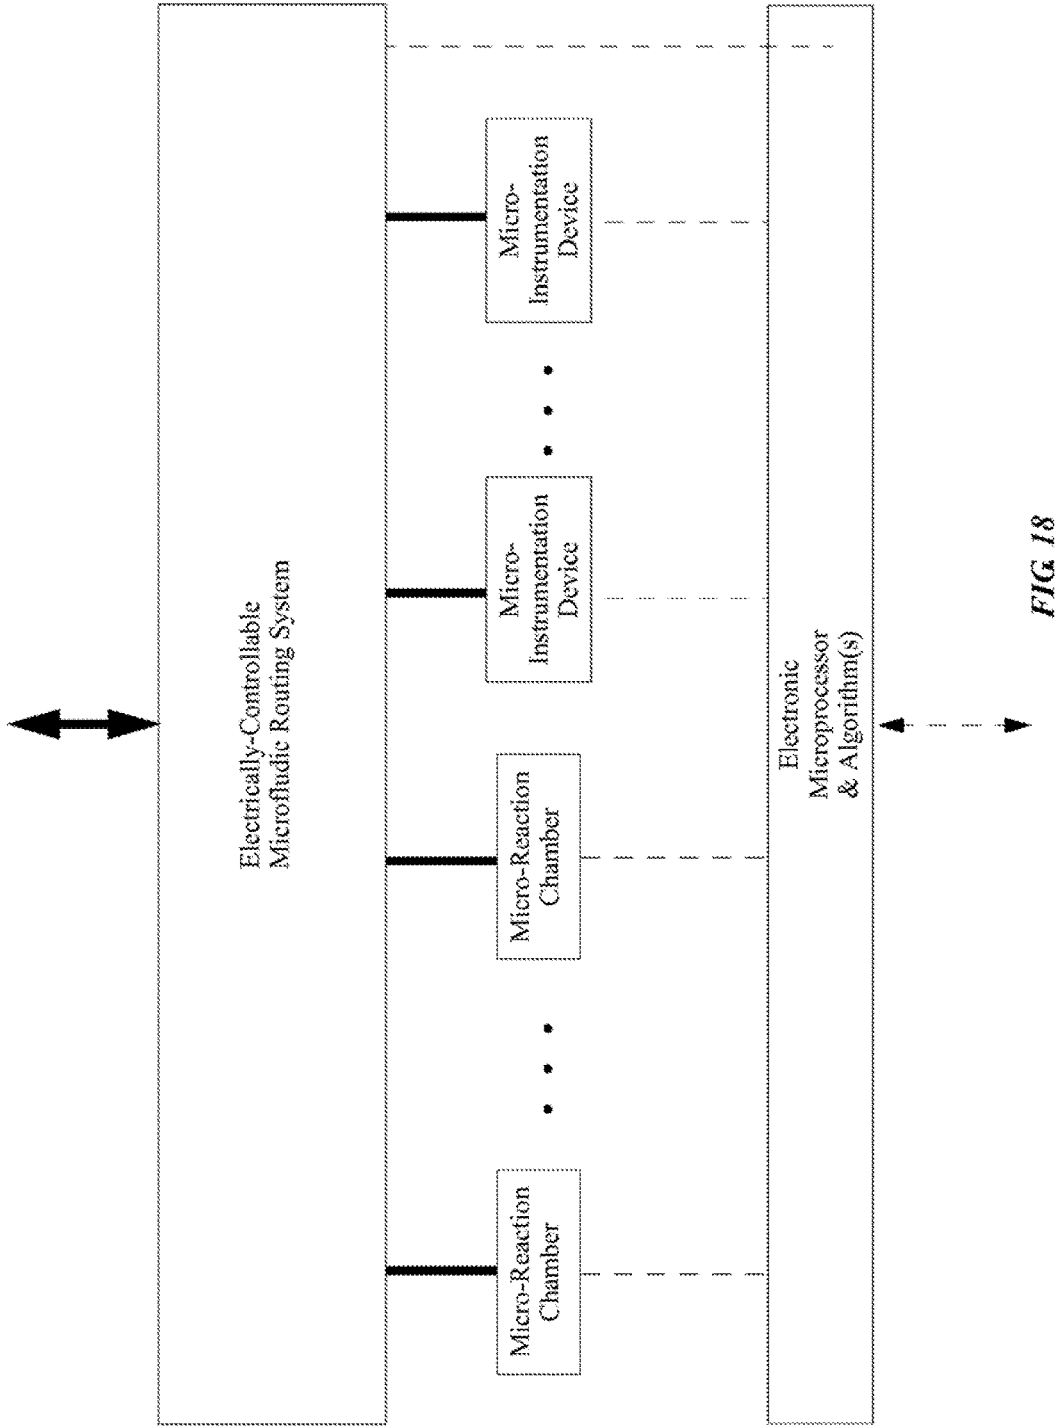 Electrically-Controllable
Microfludic Routing System
Micro-Reaction
Chamber
Micro-Reaction
Chamber
Micro-
Instrumentation
Device
Micro-
Instrumentation
Device
Electronic
Microprocessor
& Algorithm(s)
FIG. 18